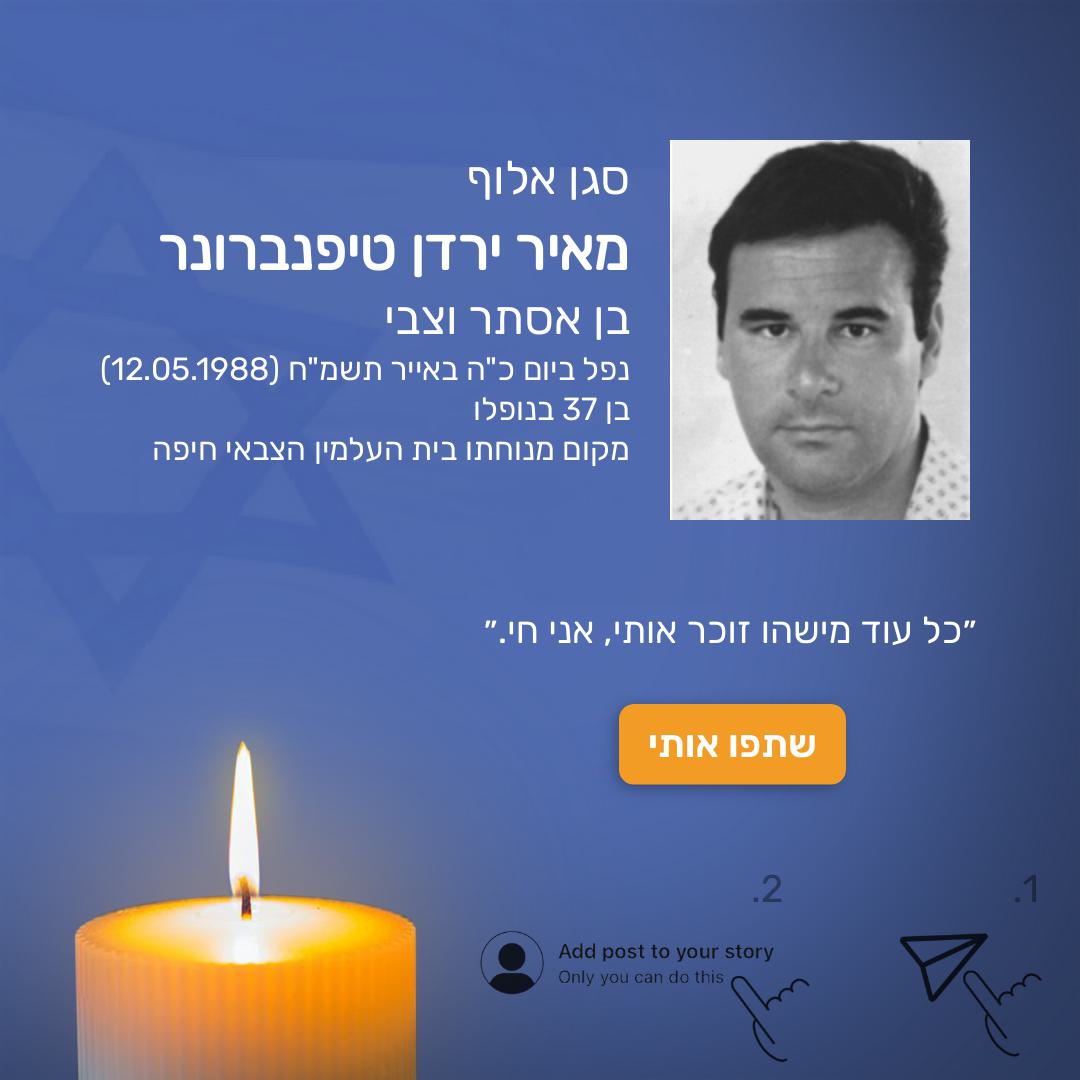 סגן אלוף
מאיר ירדן טיפנברונר
בן אסתר וצבי
נפל ביום כ"ה באייר תשמ"ח (12.05.1988)
בן 37 בנופלו
מקום מנוחתו בית העלמין הצבאי חיפה
״כל עוד מישהו זוכר אותי, אני חי.״
שתפו אותי
1.
2.
Add post to your story
Only you can do this